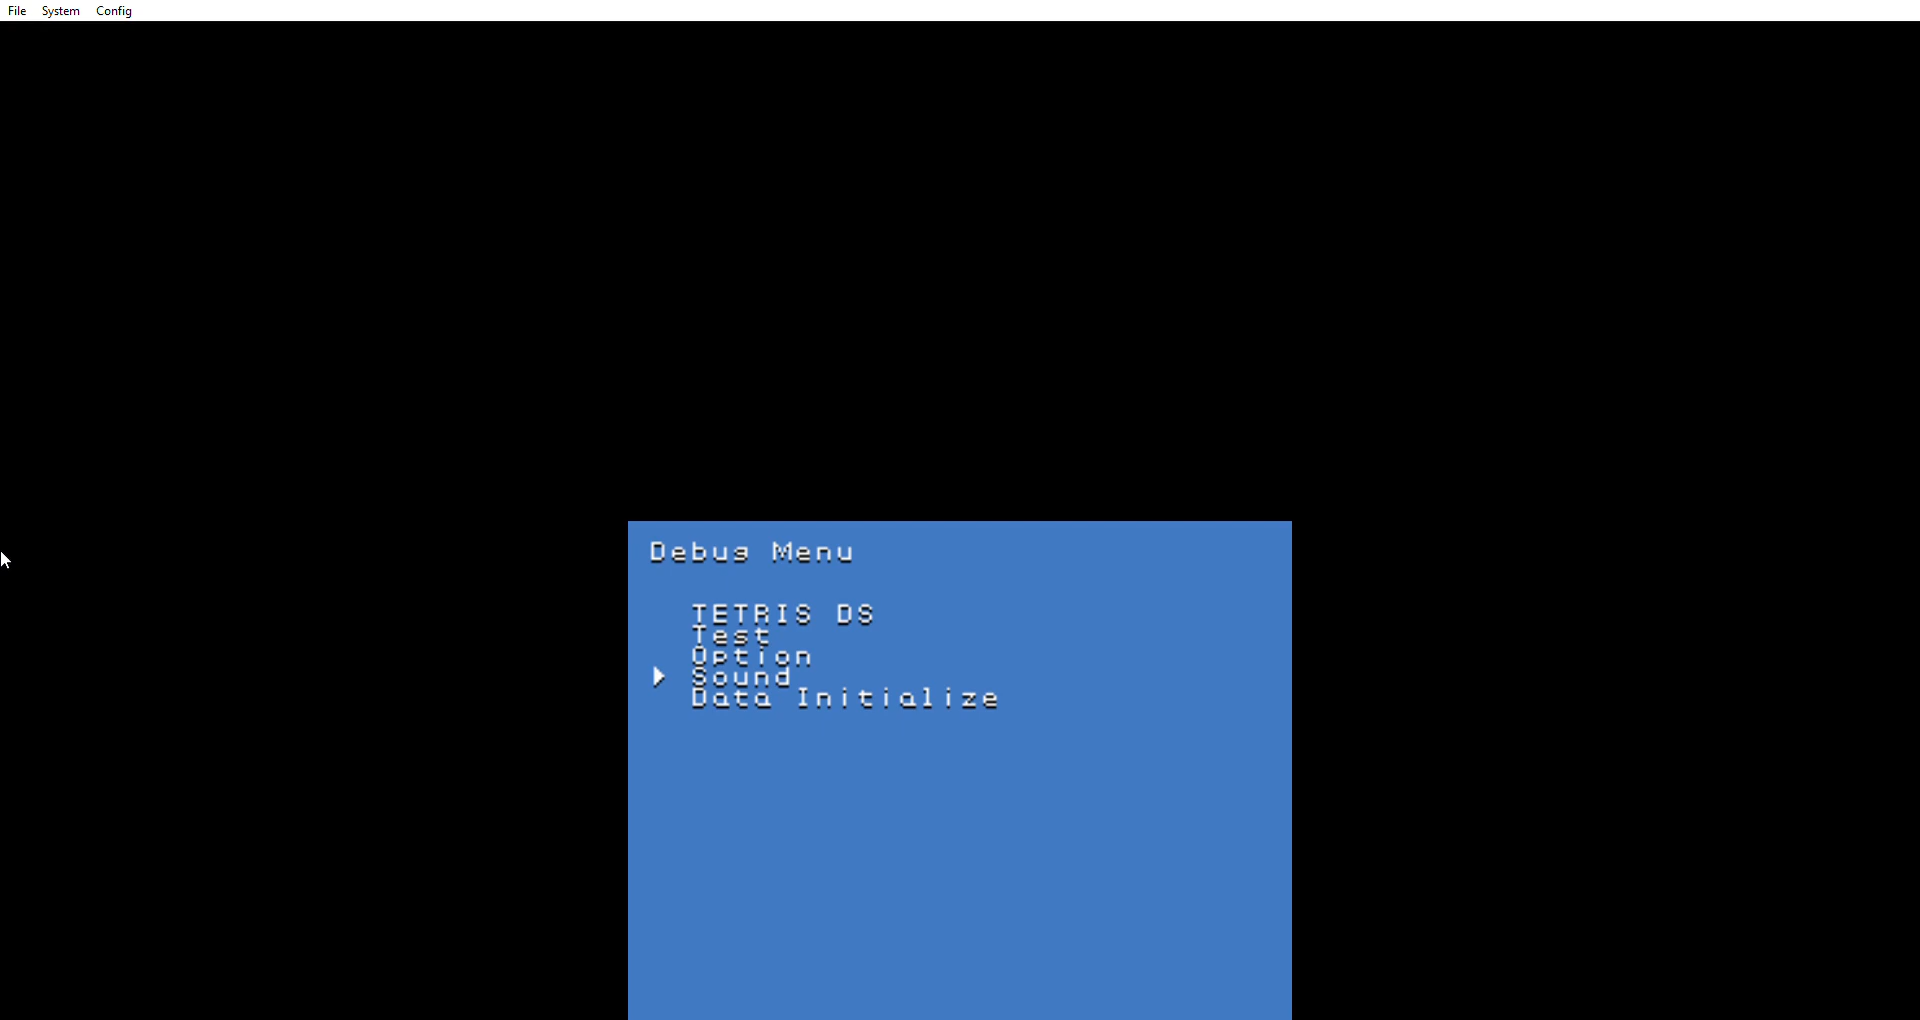 File System Config
Debug Menu
TETRIS DS
Test
Option
Sound
Data Initialize